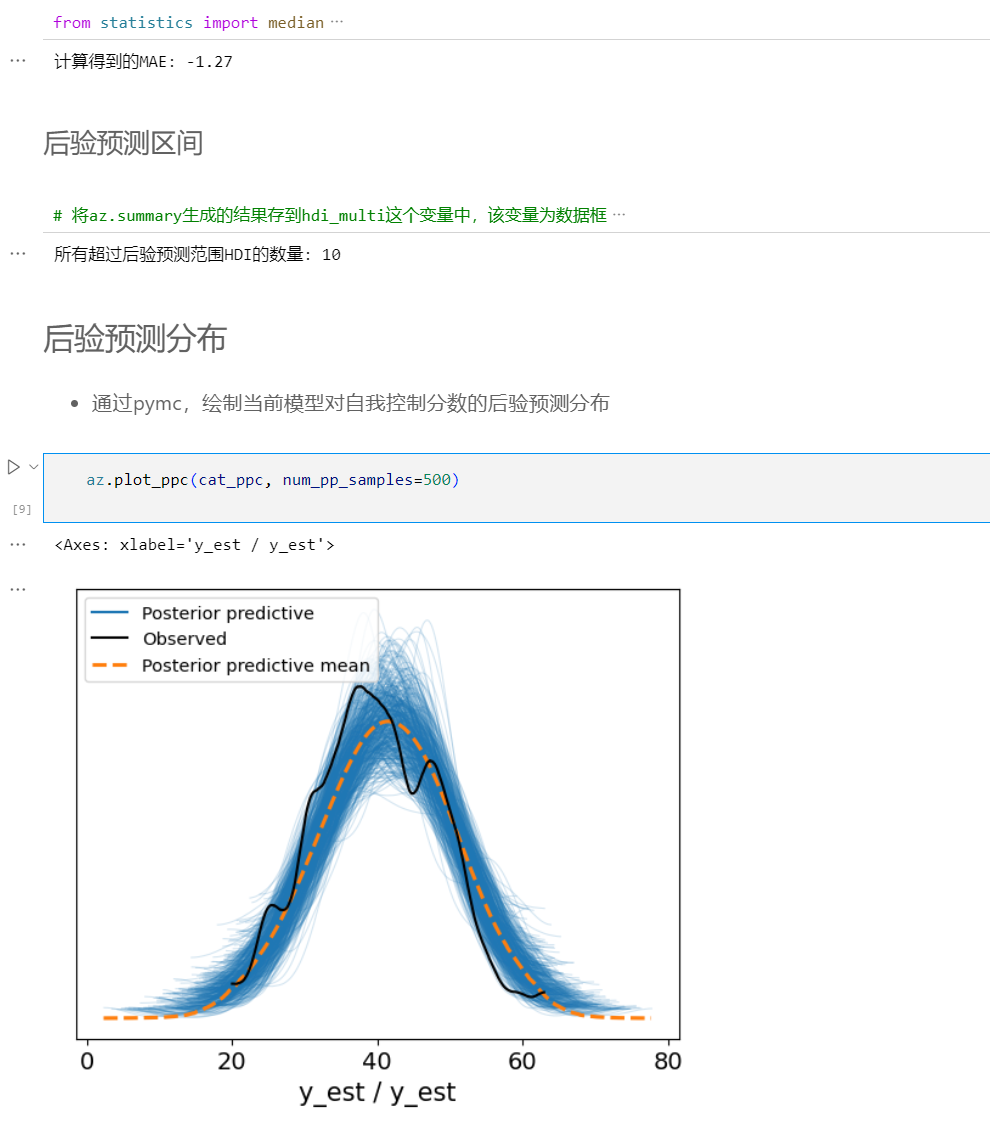 from statistics import median ···
··· 计算得到的MAE: -1.27
后验预测区间
# 将az.summary生成的结果存到hdi_multi这个变量中，该变量为数据框 ···
··· 所有超过后验预测范围HDI的数量: 10
后验预测分布
• 通过pymc，绘制当前模型对自我控制分数的后验预测分布
az.plot_ppc(cat_ppc, num_pp_samples=500)
[9]
··· <Axes: xlabel='y_est / y_est'>
···
Posterior predictive
Observed
Posterior predictive mean
0 20 40 60 80
y_est / y_est